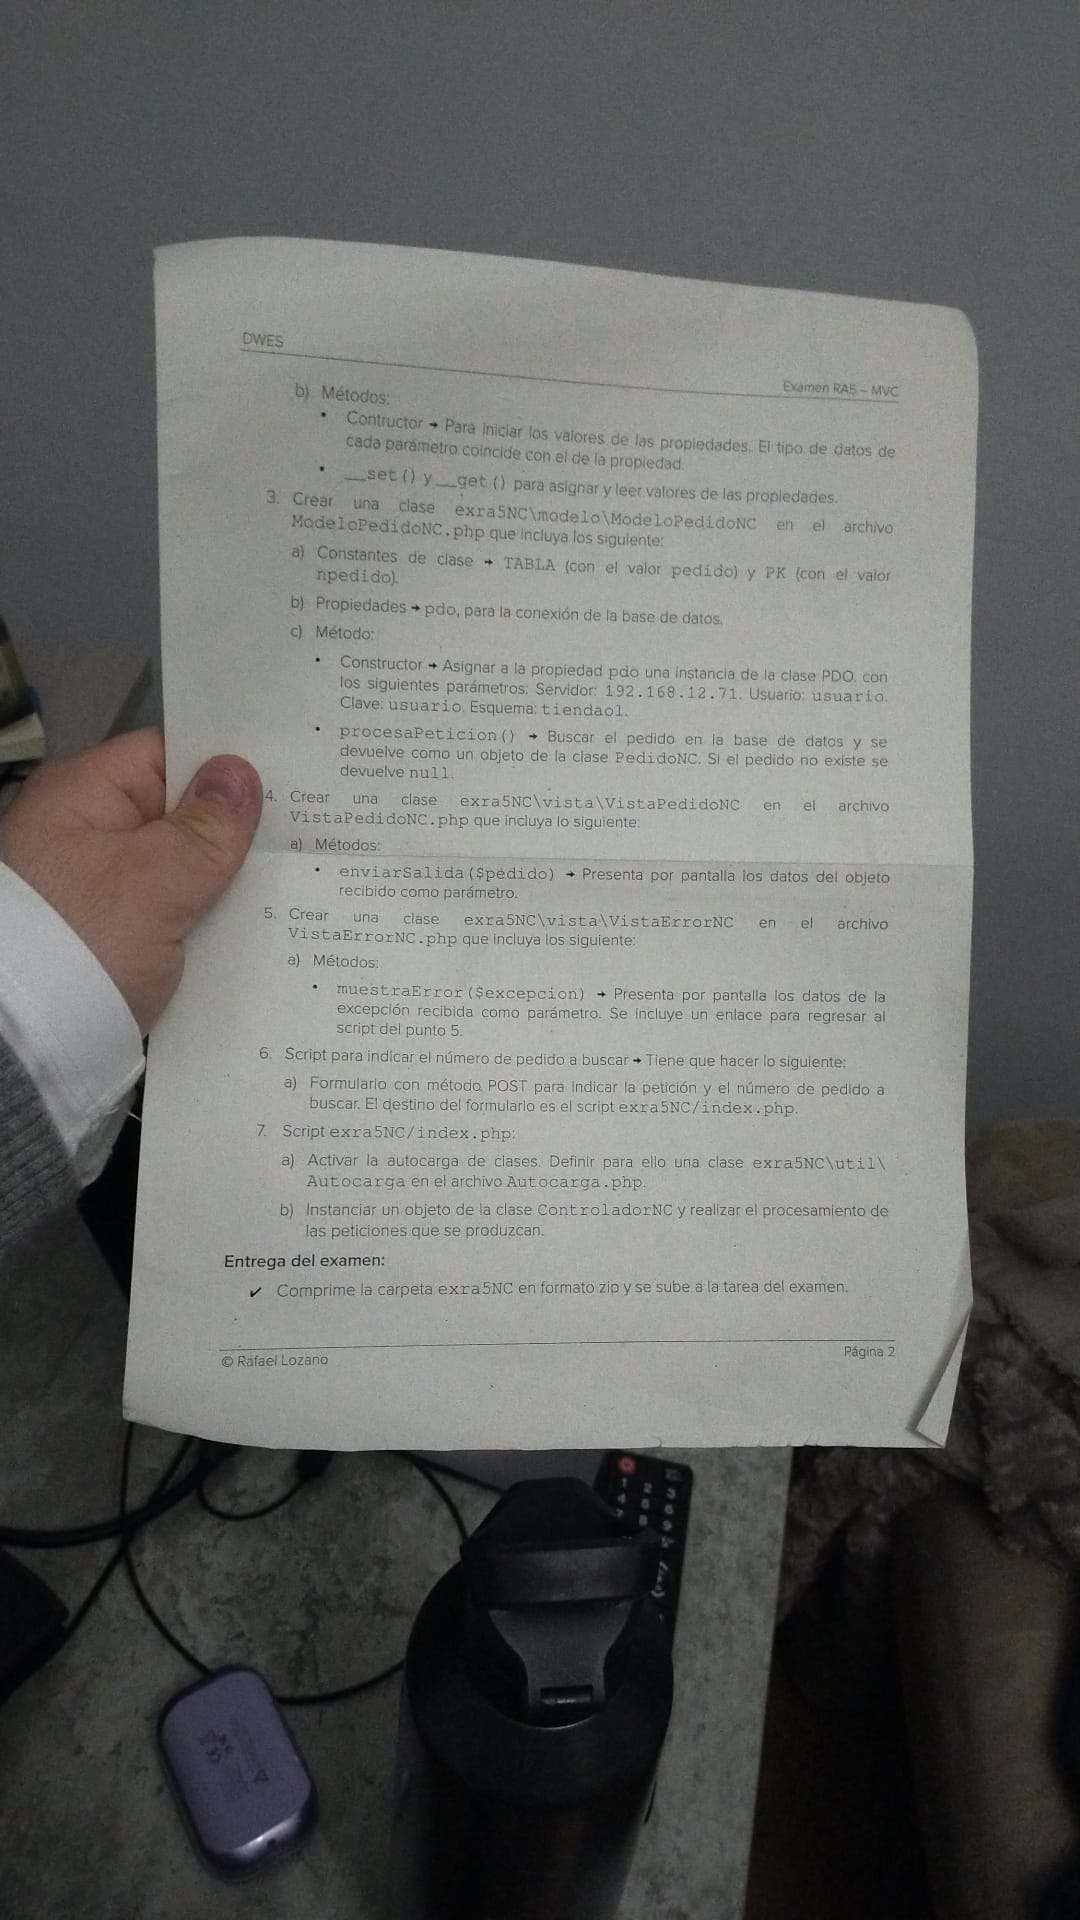 DWES
Examen RA5 – MVC
b) Métodos:
• Contructor → Para iniciar los valores de las propiedades. El tipo de datos de
cada parámetro coincide con el de la propiedad.
• __set () y __get () para asignar y leer valores de las propiedades.
3. Crear una clase exra5NC\modelo\ModeloPedidoNC en el archivo
ModeloPedidoNC.php que incluya los siguiente:
a) Constantes de clase → TABLA (con el valor pedido) y PK (con el valor
npedido).
b) Propiedades → pdo, para la conexión de la base de datos.
c) Método:
• Constructor → Asignar a la propiedad pdo una instancia de la clase PDO, con
los siguientes parámetros: Servidor: 192.168.12.71. Usuario: usuario.
Clave: usuario. Esquema: tiendaol.
• procesaPeticion() → Buscar el pedido en la base de datos y se
devuelve como un objeto de la clase PedidoNC. Si el pedido no existe se
devuelve null.
4. Crear una clase exra5NC\vista\VistaPedidoNC en el archivo
VistaPedidoNC.php que incluya lo siguiente:
a) Métodos:
• enviarSalida($pedido) → Presenta por pantalla los datos del objeto
recibido como parámetro.
5. Crear una clase exra5NC\vista\VistaErrorNC en el archivo
VistaErrorNC.php que incluya los siguiente:
a) Métodos:
• muestraError($excepcion) → Presenta por pantalla los datos de la
excepción recibida como parámetro. Se incluye un enlace para regresar al
script del punto 5.
6. Script para indicar el número de pedido a buscar → Tiene que hacer lo siguiente:
a) Formulario con método POST para indicar la petición y el número de pedido a
buscar. El destino del formulario es el script exra5NC/index.php.
7. Script exra5NC/index.php:
a) Activar la autocarga de clases. Definir para ello una clase exra5NC\util\
Autocarga en el archivo Autocarga.php.
b) Instanciar un objeto de la clase ControladorNC y realizar el procesamiento de
las peticiones que se produzcan.
Entrega del examen:
✔ Comprime la carpeta exra5NC en formato zip y se sube a la tarea del examen.
© Rafael Lozano
Página 2